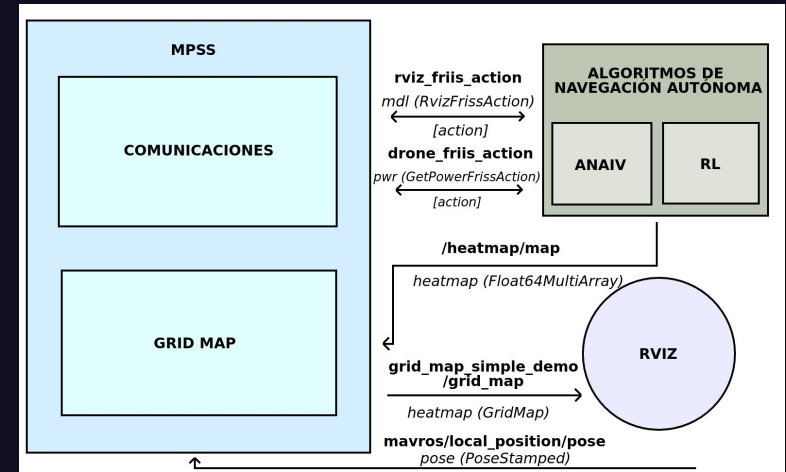 MPSS
COMUNICACIONES
GRID MAP
rviz_friis_action
mdl (RvizFrissAction)
[action]
drone_friis_action
pwr (GetPowerFrissAction)
[action]
ALGORITMOS DE
NAVEGACIÓN AUTÓNOMA
ANAIV
RL
/heatmap/map
heatmap (Float64MultiArray)
RVIZ
grid_map_simple_demo
/grid_map
heatmap (GridMap)
mavros/local_position/pose
pose (PoseStamped)